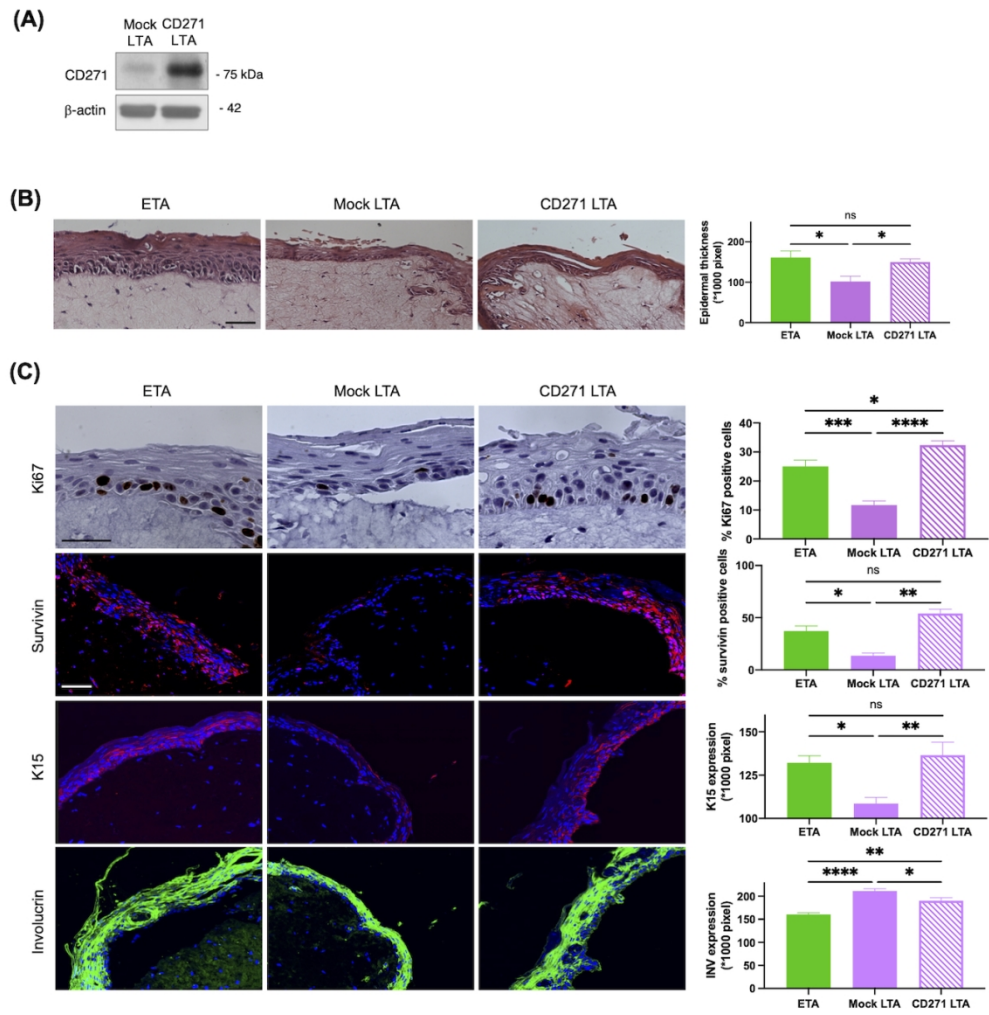 (A)
Mock CD271
LTA LTA
CD271
- 75 kDa
β-actin
- 42
(B)
ETA
Mock LTA
CD271 LTA
Epidermal thickness
(*1000 pixel)
200
100
0
ns
* *
ETA Mock LTA CD271 LTA
(C)
ETA
Mock LTA
CD271 LTA
Ki67
% Ki67 positive cells
40
30
20
10
0
*
*** ****
ETA Mock LTA CD271 LTA
Survivin
% survivin positive cells
100
50
0
ns
* **
ETA Mock LTA CD271 LTA
K15
K15 expression
(*1000 pixel)
150
125
100
ns
* **
ETA Mock LTA CD271 LTA
Involucrin
INV expression
(*1000 pixel)
200
150
100
50
0
**
**** *
ETA Mock LTA CD271 LTA